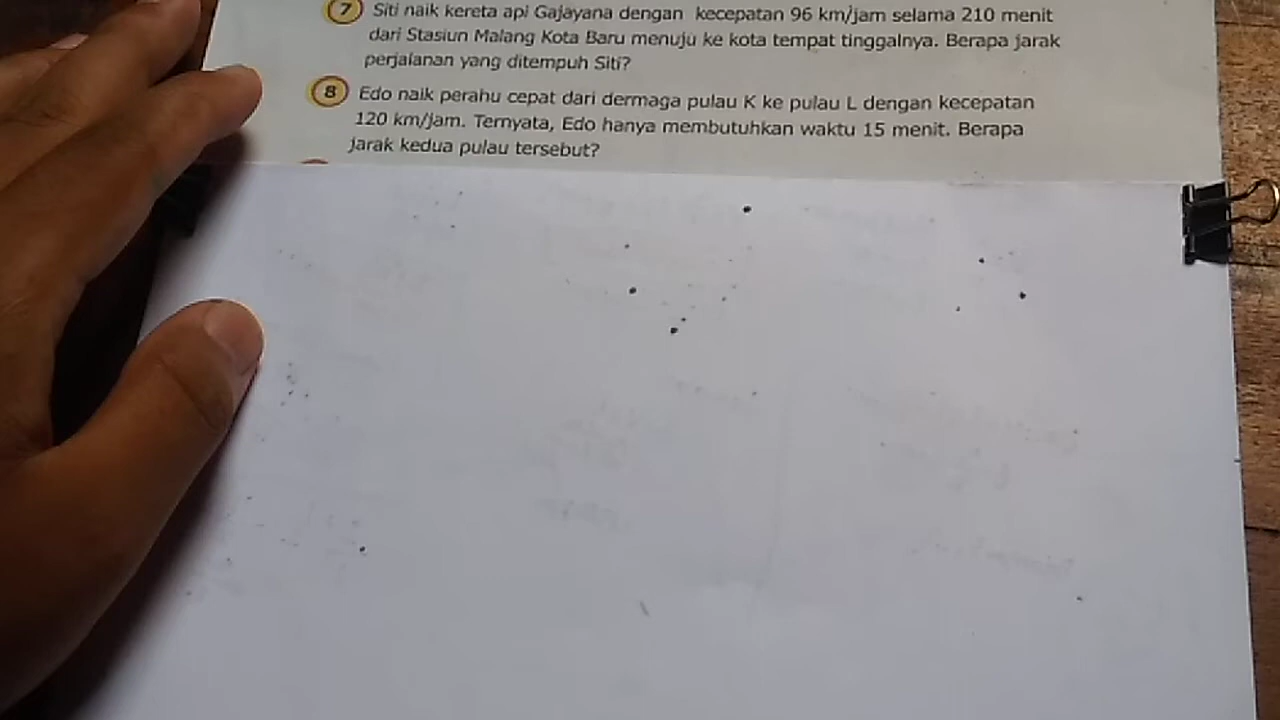 7 Siti naik kereta api Gajayana dengan kecepatan 96 km/jam selama 210 menit
dari Stasiun Malang Kota Baru menuju ke kota tempat tinggalnya. Berapa jarak
perjalanan yang ditempuh Siti?
8 Edo naik perahu cepat dari dermaga pulau K ke pulau L dengan kecepatan
120 km/jam. Ternyata, Edo hanya membutuhkan waktu 15 menit. Berapa
jarak kedua pulau tersebut?